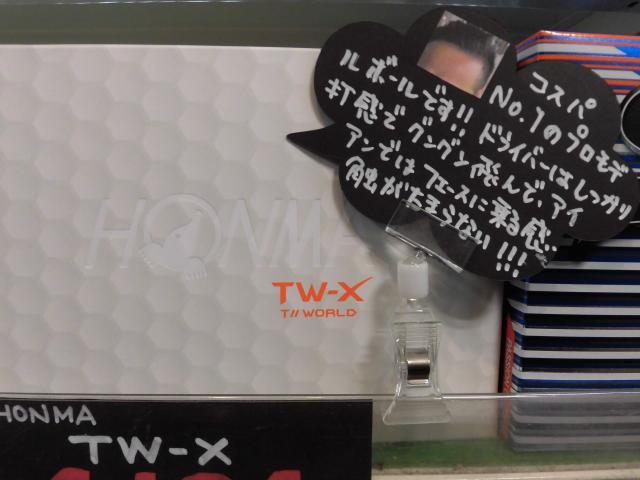 コスパ
No.1のプロモデ
ルボールです!! ドライバーはしっかり
打感でグングン飛んで、アイ
アンではフェースに乗る感
触がたまらない!!!
HONMA
TW-X
T// WORLD
HONMA
TW-X